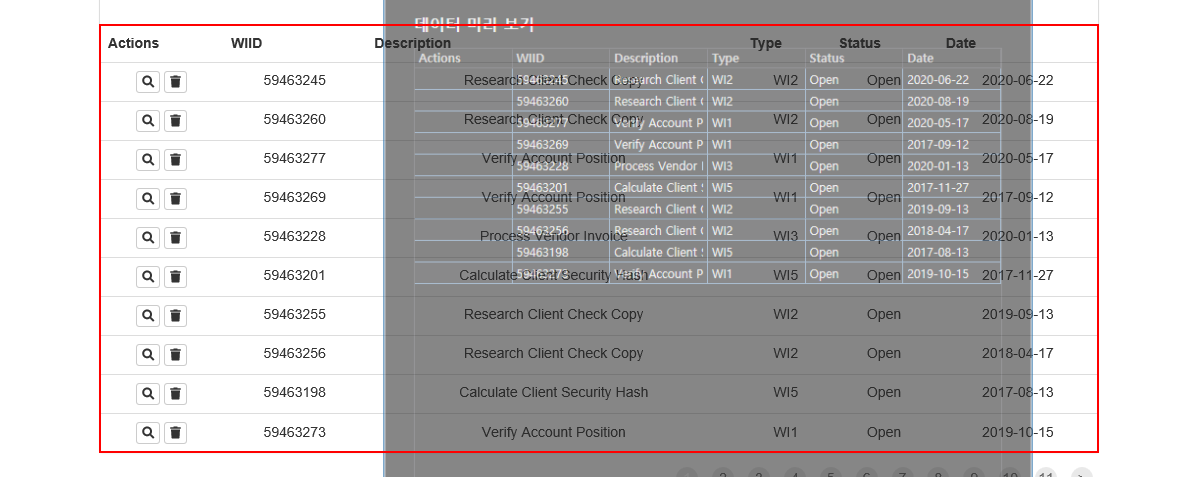 데이터 미리 보기
Actions WIID Description Type Status Date
Actions WIID Description Type Status Date
59463245 Research Client Check Copy WI2 Open 2020-06-22
59463245 Research Client C WI2 Open 2020-06-22
59463260 Research Client C WI2 Open 2020-08-19
59463260 Research Client Check Copy WI2 Open 2020-08-19
59463277 Verify Account P WI1 Open 2020-05-17
59463269 Verify Account P WI1 Open 2017-09-12
59463277 Verify Account Position WI1 Open 2020-05-17
59463228 Process Vendor I WI3 Open 2020-01-13
59463201 Calculate Client S WI5 Open 2017-11-27
59463269 Verify Account Position WI1 Open 2017-09-12
59463255 Research Client C WI2 Open 2019-09-13
59463256 Research Client C WI2 Open 2018-04-17
59463228 Process Vendor Invoice WI3 Open 2020-01-13
59463198 Calculate Client S WI5 Open 2017-08-13
59463273 Verify Account P WI1 Open 2019-10-15
59463201 Calculate Client Security Hash WI5 Open 2017-11-27
59463255 Research Client Check Copy WI2 Open 2019-09-13
59463256 Research Client Check Copy WI2 Open 2018-04-17
59463198 Calculate Client Security Hash WI5 Open 2017-08-13
59463273 Verify Account Position WI1 Open 2019-10-15
2 3 4 5 6 7 8 9 10 11 >